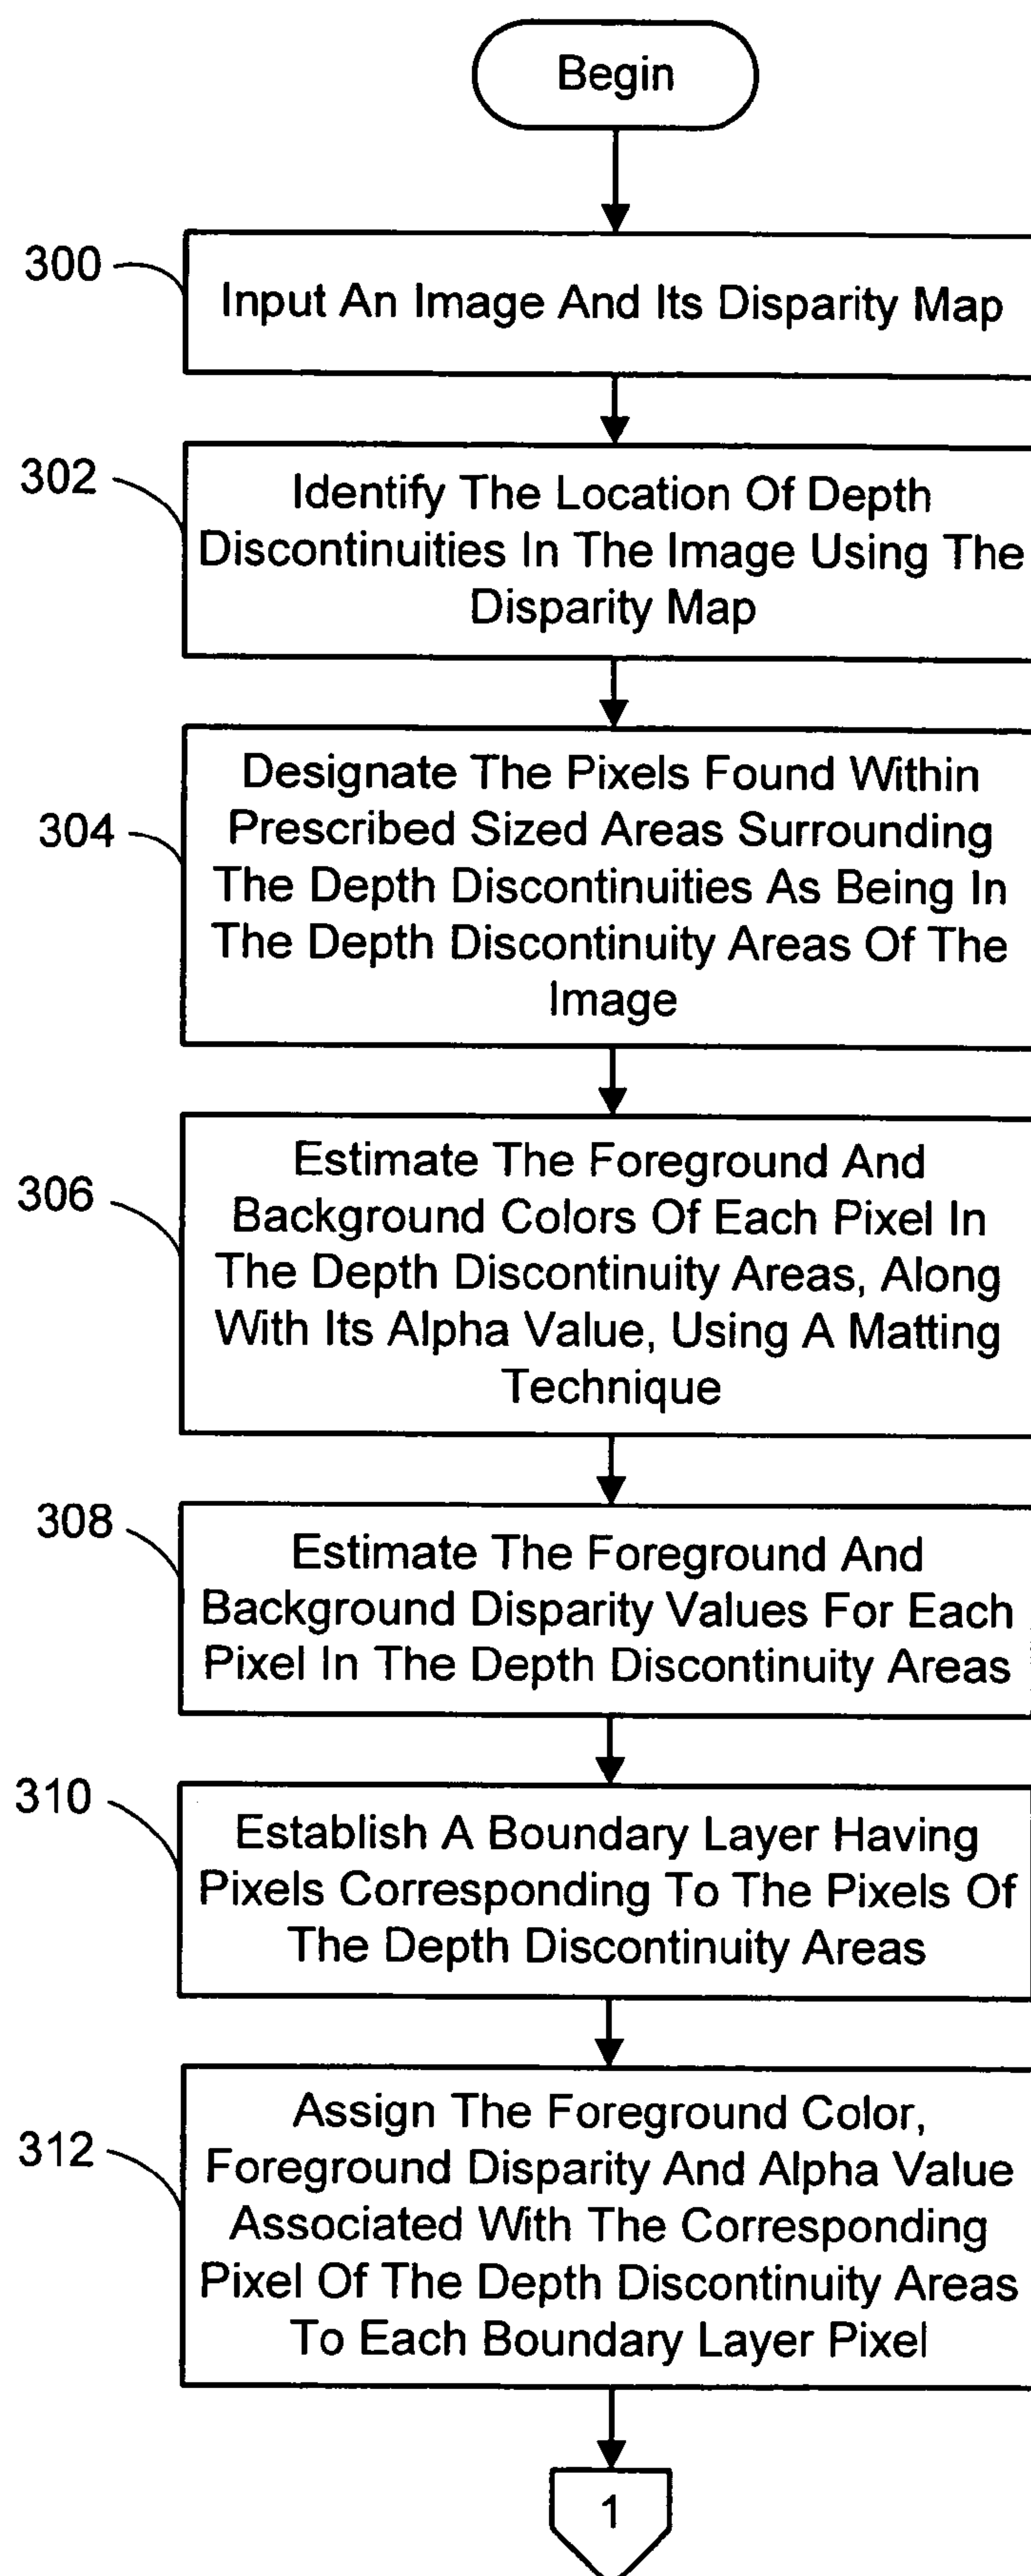 Begin
300
Input An Image And Its Disparity Map
302
Identify The Location Of Depth
Discontinuities In The Image Using The
Disparity Map
304
Designate The Pixels Found Within
Prescribed Sized Areas Surrounding
The Depth Discontinuities As Being In
The Depth Discontinuity Areas Of The
Image
306
Estimate The Foreground And
Background Colors Of Each Pixel In
The Depth Discontinuity Areas, Along
With Its Alpha Value, Using A Matting
Technique
308
Estimate The Foreground And
Background Disparity Values For Each
Pixel In The Depth Discontinuity Areas
310
Establish A Boundary Layer Having
Pixels Corresponding To The Pixels Of
The Depth Discontinuity Areas
312
Assign The Foreground Color,
Foreground Disparity And Alpha Value
Associated With The Corresponding
Pixel Of The Depth Discontinuity Areas
To Each Boundary Layer Pixel
1